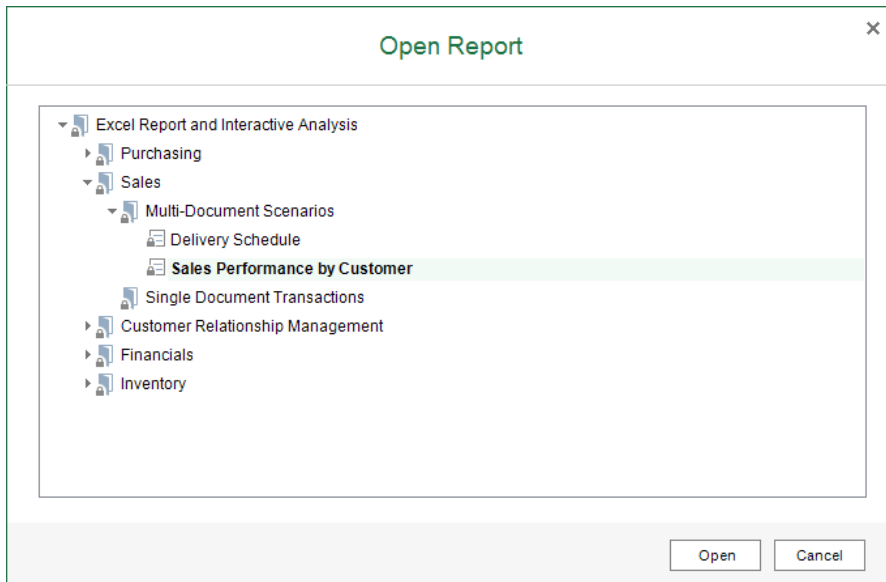 Open Report
Excel Report and Interactive Analysis
Purchasing
Sales
Multi-Document Scenarios
Delivery Schedule
Sales Performance by Customer
Single Document Transactions
Customer Relationship Management
Financials
Inventory
Open Cancel